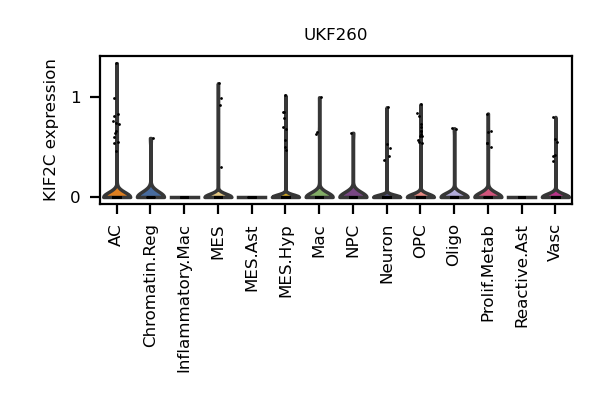 UKF260
KIF2C expression
1
0
AC
Chromatin.Reg
Inflammatory.Mac
MES
MES.Ast
MES.Hyp
Mac
NPC
Neuron
OPC
Oligo
Prolif.Metab
Reactive.Ast
Vasc